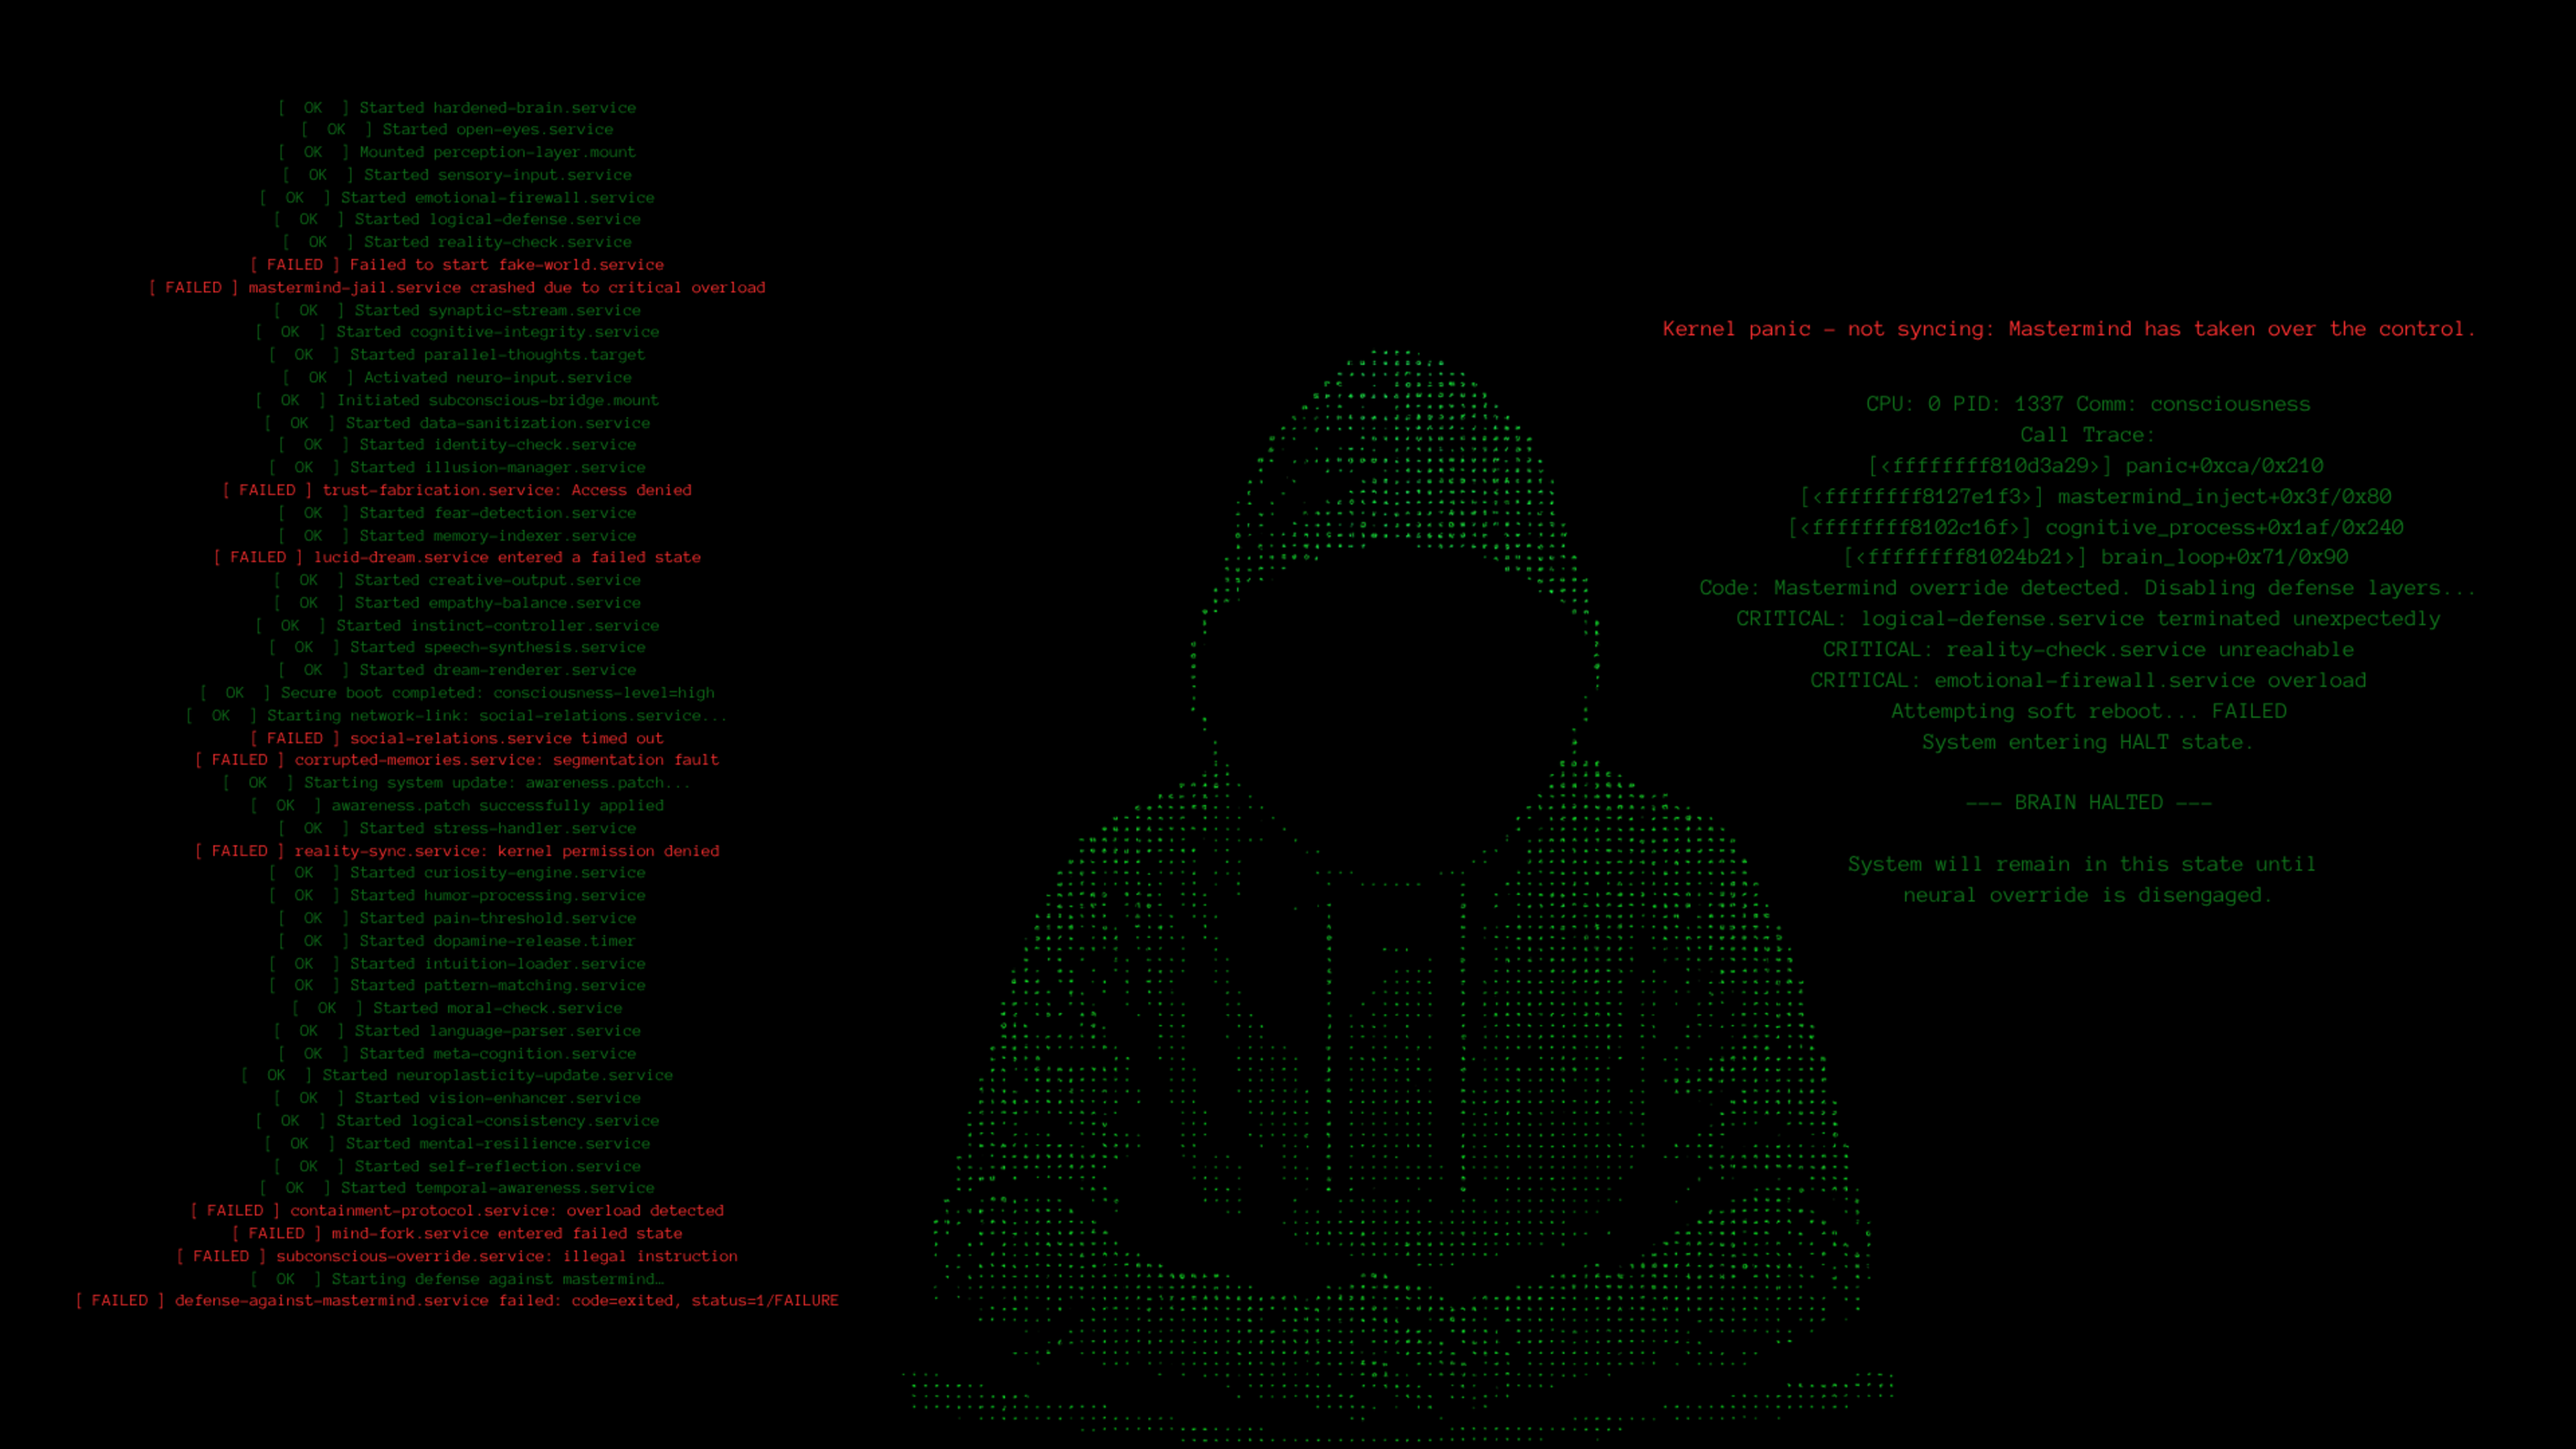 [  OK  ] Started hardened-brain.service
[  OK  ] Started open-eyes.service
[  OK  ] Mounted perception-layer.mount
[  OK  ] Started sensory-input.service
[  OK  ] Started emotional-firewall.service
[  OK  ] Started logical-defense.service
[  OK  ] Started reality-check.service
[ FAILED ] Failed to start fake-world.service
[ FAILED ] mastermind-jail.service crashed due to critical overload
[  OK  ] Started synaptic-stream.service
[  OK  ] Started cognitive-integrity.service
[  OK  ] Started parallel-thoughts.target
[  OK  ] Activated neuro-input.service
[  OK  ] Initiated subconscious-bridge.mount
[  OK  ] Started data-sanitization.service
[  OK  ] Started identity-check.service
[  OK  ] Started illusion-manager.service
[ FAILED ] trust-fabrication.service: Access denied
[  OK  ] Started fear-detection.service
[  OK  ] Started memory-indexer.service
[ FAILED ] lucid-dream.service entered a failed state
[  OK  ] Started creative-output.service
[  OK  ] Started empathy-balance.service
[  OK  ] Started instinct-controller.service
[  OK  ] Started speech-synthesis.service
[  OK  ] Started dream-renderer.service
[  OK  ] Secure boot completed: consciousness-level=high
[  OK  ] Starting network-link: social-relations.service...
[ FAILED ] social-relations.service timed out
[ FAILED ] corrupted-memories.service: segmentation fault
[  OK  ] Starting system update: awareness.patch...
[  OK  ] awareness.patch successfully applied
[  OK  ] Started stress-handler.service
[ FAILED ] reality-sync.service: kernel permission denied
[  OK  ] Started curiosity-engine.service
[  OK  ] Started humor-processing.service
[  OK  ] Started pain-threshold.service
[  OK  ] Started dopamine-release.timer
[  OK  ] Started intuition-loader.service
[  OK  ] Started pattern-matching.service
[  OK  ] Started moral-check.service
[  OK  ] Started language-parser.service
[  OK  ] Started meta-cognition.service
[  OK  ] Started neuroplasticity-update.service
[  OK  ] Started vision-enhancer.service
[  OK  ] Started logical-consistency.service
[  OK  ] Started mental-resilience.service
[  OK  ] Started self-reflection.service
[  OK  ] Started temporal-awareness.service
[ FAILED ] containment-protocol.service: overload detected
[ FAILED ] mind-fork.service entered failed state
[ FAILED ] subconscious-override.service: illegal instruction
[  OK  ] Starting defense against mastermind…
[ FAILED ] defense-against-mastermind.service failed: code=exited, status=1/FAILURE
Kernel panic - not syncing: Mastermind has taken over the control.
CPU: 0 PID: 1337 Comm: consciousness
Call Trace:
[<ffffffff810d3a29>] panic+0xca/0x210
[<ffffffff8127e1f3>] mastermind_inject+0x3f/0x80
[<ffffffff8102c16f>] cognitive_process+0x1af/0x240
[<ffffffff81024b21>] brain_loop+0x71/0x90
Code: Mastermind override detected. Disabling defense layers...
CRITICAL: logical-defense.service terminated unexpectedly
CRITICAL: reality-check.service unreachable
CRITICAL: emotional-firewall.service overload
Attempting soft reboot... FAILED
System entering HALT state.
--- BRAIN HALTED ---
System will remain in this state until
neural override is disengaged.